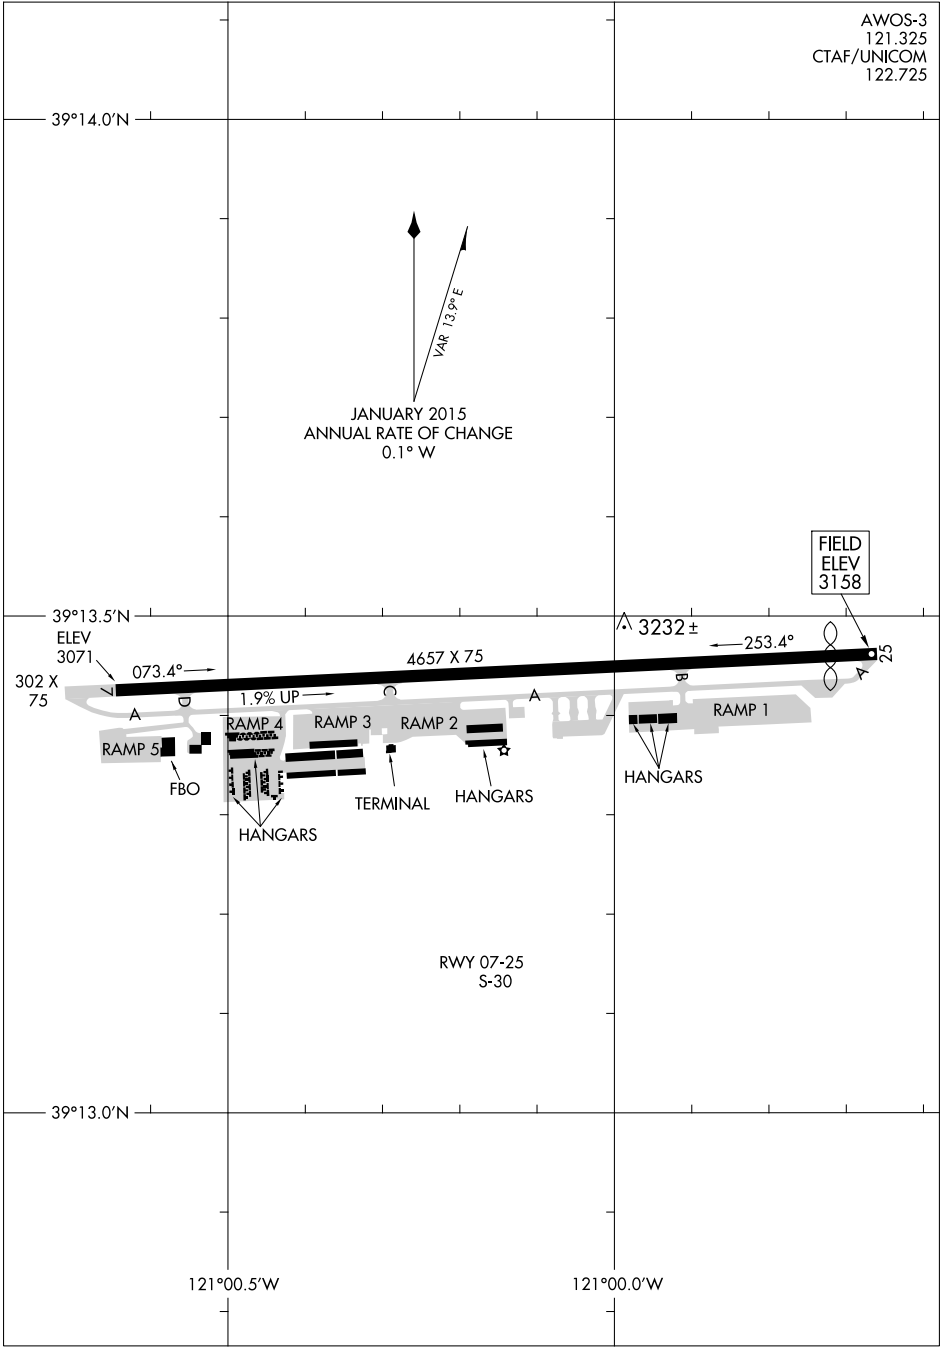 AWOS-3
121.325
CTAF/UNICOM
122.725
39°14.0'N
VAR 13.9° E
JANUARY 2015
ANNUAL RATE OF CHANGE
0.1° W
FIELD
ELEV
3158
39°13.5'N
3232 ±
ELEV
3071
073.4°
4657 X 75
253.4°
25
302 X
75
7
1.9% UP
A
D
C
A
B
A
RAMP 5
RAMP 4
RAMP 3
RAMP 2
RAMP 1
FBO
HANGARS
TERMINAL
HANGARS
HANGARS
RWY 07-25
S-30
39°13.0'N
121°00.5'W
121°00.0'W